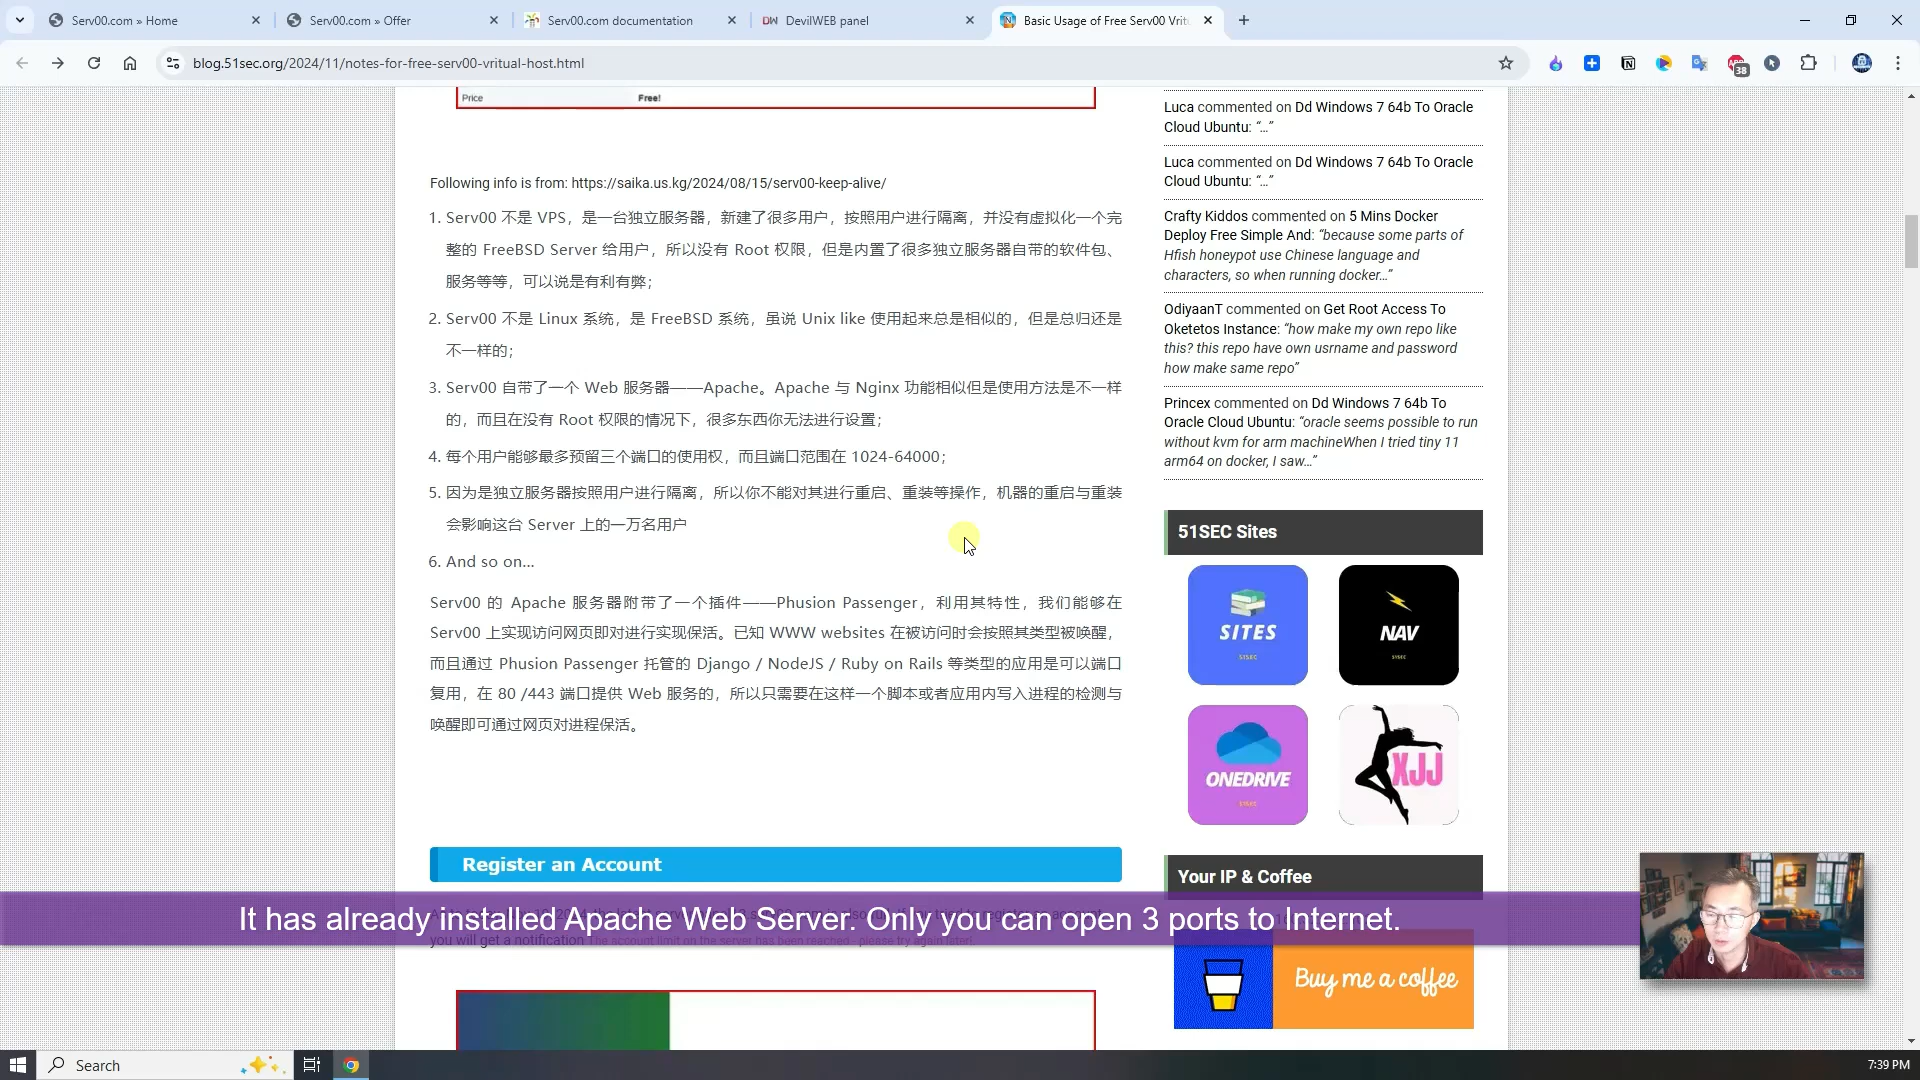 Serv00.com » Home
Serv00.com » Offer
Serv00.com documentation
DW DevilWEB panel
Basic Usage of Free Serv00 Vritu
blog.51sec.org/2024/11/notes-for-free-serv00-vritual-host.html
38
Price Free!
Following info is from: https://saika.us.kg/2024/08/15/serv00-keep-alive/
1. Serv00 不是 VPS，是一台独立服务器，新建了很多用户，按照用户进行隔离，并没有虚拟化一个完
整的 FreeBSD Server 给用户，所以没有 Root 权限，但是内置了很多独立服务器自带的软件包、
服务等等，可以说是有利有弊；
2. Serv00 不是 Linux 系统，是 FreeBSD 系统，虽说 Unix like 使用起来总是相似的，但是总归还是
不一样的；
3. Serv00 自带了一个 Web 服务器——Apache。Apache 与 Nginx 功能相似但是使用方法是不一样
的，而且在没有 Root 权限的情况下，很多东西你无法进行设置；
4. 每个用户能够最多预留三个端口的使用权，而且端口范围在 1024-64000；
5. 因为是独立服务器按照用户进行隔离，所以你不能对其进行重启、重装等操作，机器的重启与重装
会影响这台 Server 上的一万名用户
6. And so on...
Serv00 的 Apache 服务器附带了一个插件——Phusion Passenger，利用其特性，我们能够在
Serv00 上实现访问网页即对进行实现保活。已知 WWW websites 在被访问时会按照其类型被唤醒，
而且通过 Phusion Passenger 托管的 Django / NodeJS / Ruby on Rails 等类型的应用是可以端口
复用，在 80 /443 端口提供 Web 服务的，所以只需要在这样一个脚本或者应用内写入进程的检测与
唤醒即可通过网页对进程保活。
Register an Account
you will get a notification The account limit on the server has been reached - please try again later!
Luca commented on Dd Windows 7 64b To Oracle
Cloud Ubuntu: “...”
Luca commented on Dd Windows 7 64b To Oracle
Cloud Ubuntu: “...”
Crafty Kiddos commented on 5 Mins Docker
Deploy Free Simple And: “because some parts of
Hfish honeypot use Chinese language and
characters, so when running docker...”
OdiyaanT commented on Get Root Access To
Oketetos Instance: “how make my own repo like
this? this repo have own usrname and password
how make same repo”
Princex commented on Dd Windows 7 64b To
Oracle Cloud Ubuntu: “oracle seems possible to run
without kvm for arm machineWhen I tried tiny 11
arm64 on docker, I saw...”
51SEC Sites
SITES
51SEC
NAV
51SEC
ONEDRIVE
51SEC
XJJ
Your IP & Coffee
Buy me a coffee
It has already installed Apache Web Server. Only you can open 3 ports to Internet.
Search
7:39 PM